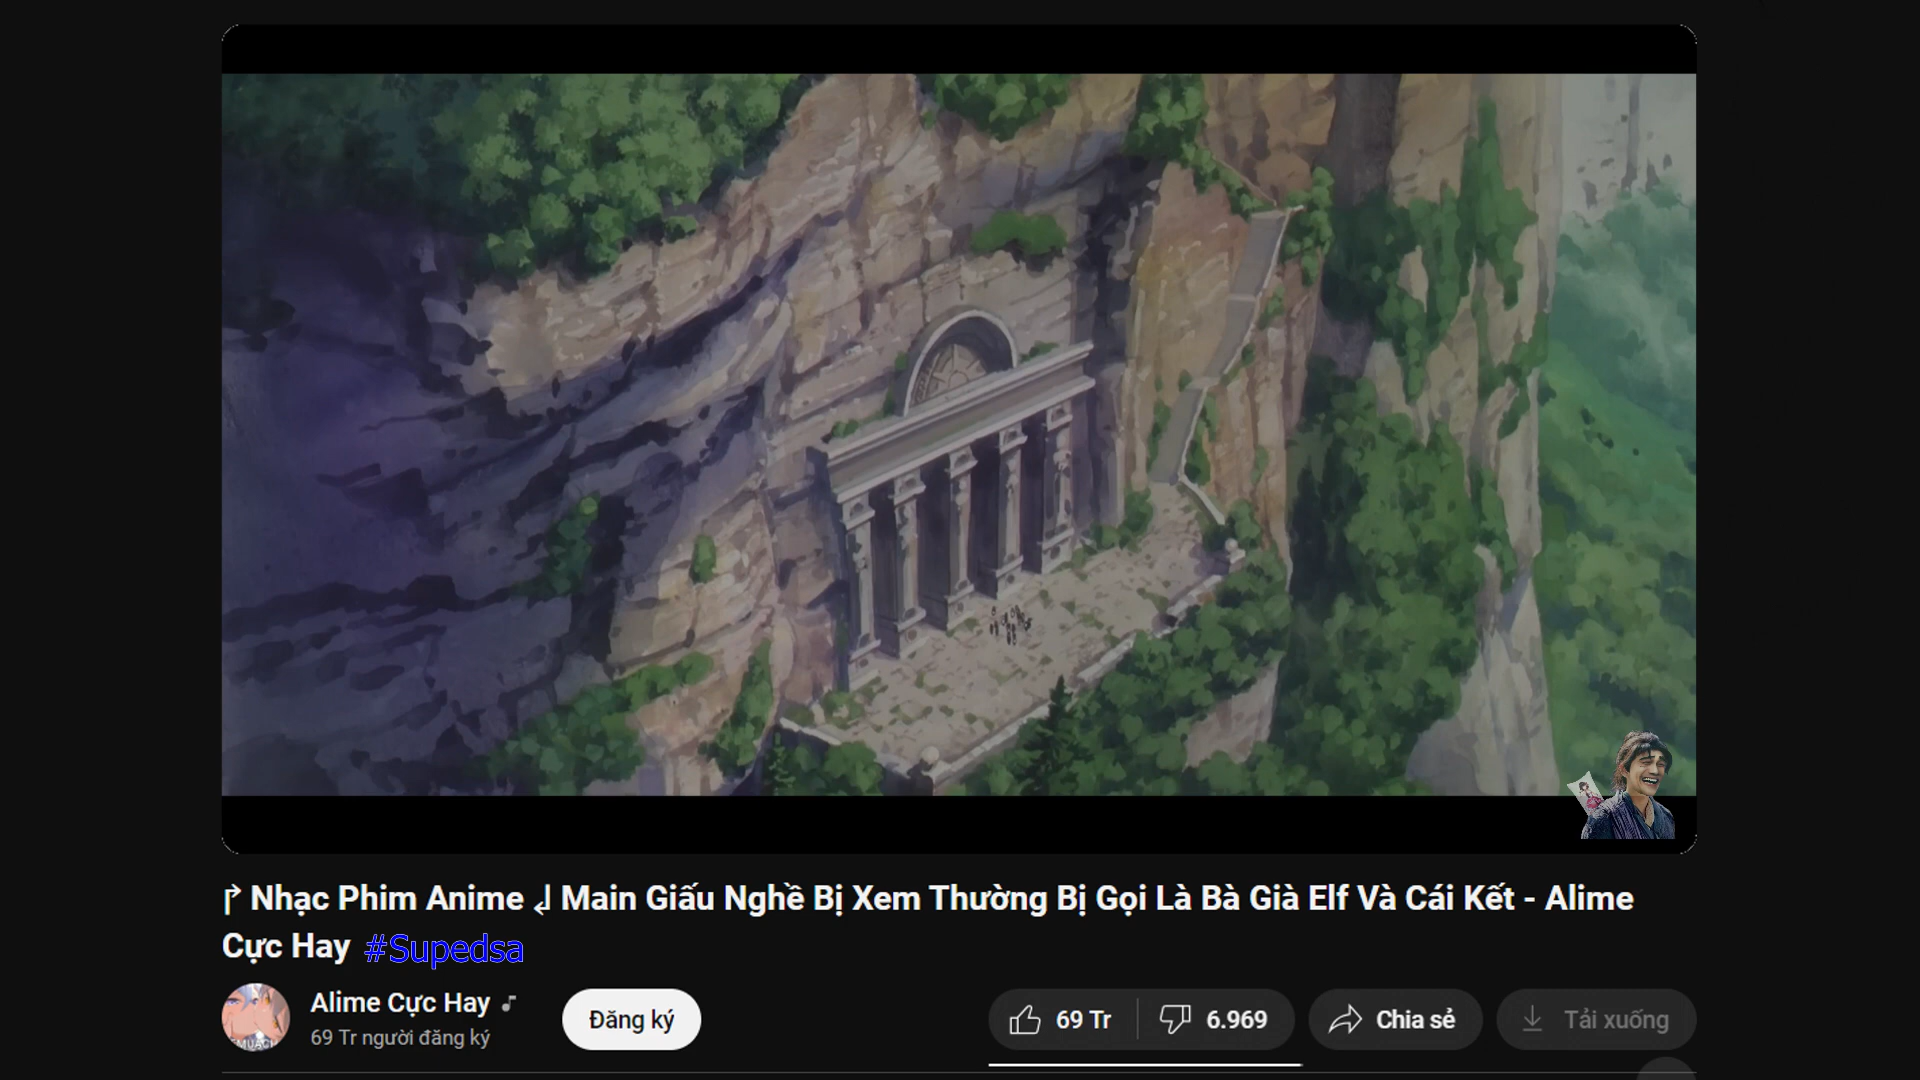 ↱ Nhạc Phim Anime ↲ Main Giấu Nghề Bị Xem Thường Bị Gọi Là Bà Già Elf Và Cái Kết - Alime
Cực Hay #Supedsa
Alime Cực Hay
69 Tr người đăng ký
Đăng ký
69 Tr
6.969
Chia sẻ
Tải xuống